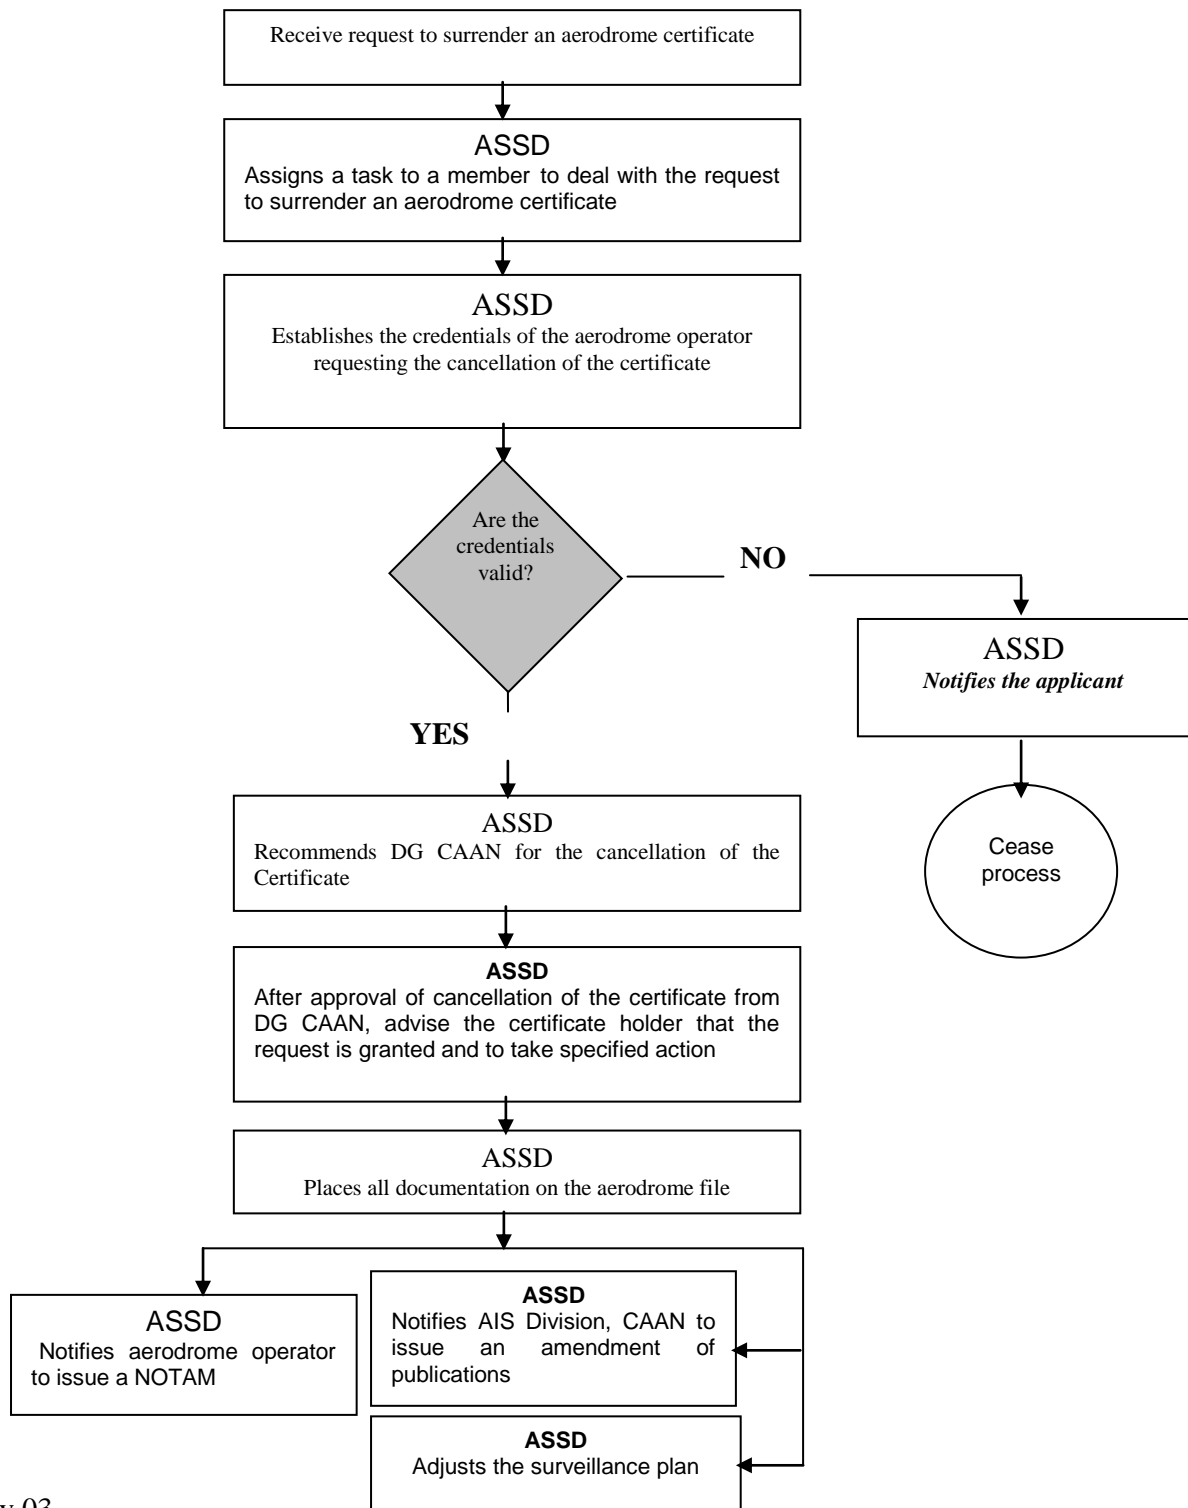 Receive request to surrender an aerodrome certificate
ASSD
Assigns a task to a member to deal with the request
to surrender an aerodrome certificate
ASSD
Establishes the credentials of the aerodrome operator
requesting the cancellation of the certificate
Are the
credentials
valid?
NO
ASSD
Notifies the applicant
YES
Cease
process
ASSD
Recommends DG CAAN for the cancellation of the
Certificate
ASSD
After approval of cancellation of the certificate from
DG CAAN, advise the certificate holder that the
request is granted and to take specified action
ASSD
Places all documentation on the aerodrome file
ASSD
Notifies aerodrome operator
to issue a NOTAM
ASSD
Notifies AIS Division, CAAN to
issue an amendment of
publications
ASSD
Adjusts the surveillance plan
03